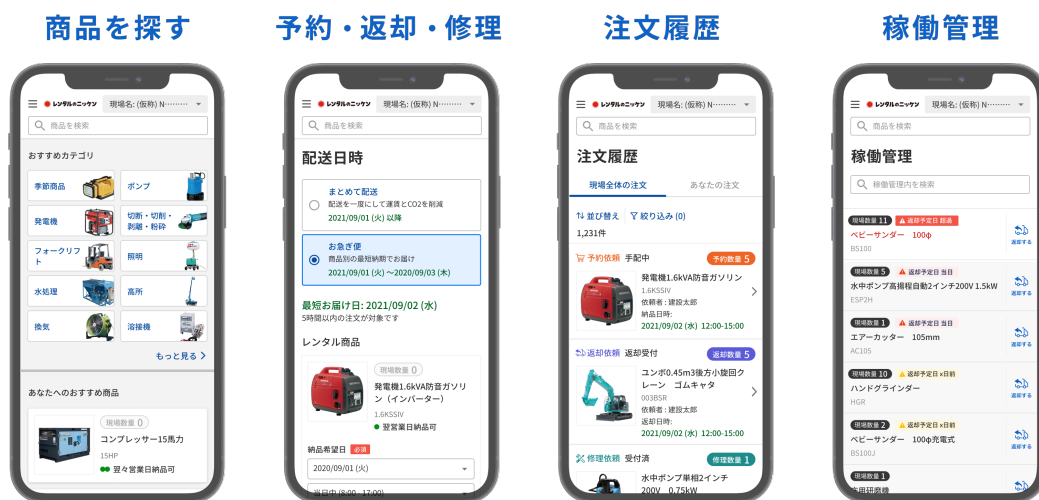 商品を探す
レンタルのニッケン
現場名: (仮称) N………
商品を検索
おすすめカテゴリ
季節商品
ポンプ
発電機
切断・切削・
剥離・粉砕
フォークリフ
ト
照明
水処理
高所
換気
溶接機
もっと見る
あなたへのおすすめ商品
現場数量 0
コンプレッサー15馬力
15HP
翌々営業日納品可
予約・返却・修理
レンタルのニッケン
現場名: (仮称) N………
商品を検索
配送日時
まとめて配送
配送を一度にして運賃とCO2を削減
2021/09/01 (火) 以降
お急ぎ便
商品別の最短納期でお届け
2021/09/01 (火) ～2020/09/03 (木)
最短お届け日: 2021/09/02 (水)
5時間以内の注文が対象です
レンタル商品
現場数量 0
発電機1.6kVA防音ガソリ
ン（インバーター）
1.6KSSIV
翌営業日納品可
納品希望日 必須
2020/09/01 (火)
当日中 (8:00 - 17:00)
注文履歴
レンタルのニッケン
現場名: (仮称) N………
商品を検索
注文履歴
現場全体の注文 あなたの注文
並び替え 絞り込み (0)
1,231件
予約依頼 手配中 予約数量 5
発電機1.6kVA防音ガソリン
1.6KSSIV
依頼者 : 建設太郎
納品日時:
2021/09/02 (水) 12:00-15:00
返却依頼 返却受付 返却数量 5
ユンボ0.45m3後方小旋回ク
レーン ゴムキャタ
003BSR
依頼者 : 建設太郎
返却日時:
2021/09/02 (水) 12:00-15:00
修理依頼 受付済 修理数量 1
水中ポンプ単相2インチ
200V 0.75kW
稼働管理
レンタルのニッケン
現場名: (仮称) N………
商品を検索
稼働管理
稼働管理内を検索
現場数量 11 返却予定日 超過
ベビーサンダー 100ф
BS100
返却する
現場数量 5 返却予定日 当日
水中ポンプ高揚程自動2インチ200V 1.5kW
ESP2H
返却する
現場数量 1 返却予定日 当日
エアーカッター 105mm
AC105
返却する
現場数量 10 返却予定日 x日前
ハンドグラインダー
HGR
返却する
現場数量 2 返却予定日 x日前
ベビーサンダー 100ф充電式
BS100J
返却する
現場数量 1